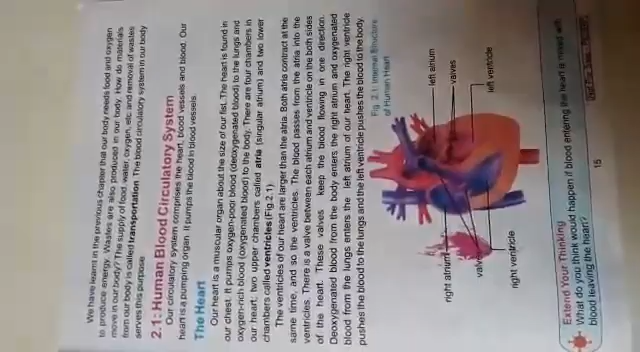 We have learnt in the previous chapter that our body needs food and oxygen
to produce energy. Wastes are also produced in our body. How do materials
move in our body? The supply of food, water, oxygen, etc and removal of wastes
from our body is called transportation. The blood circulatory system in our body
serves this purpose.
2.1: Human Blood Circulatory System
Our circulatory system comprises the heart, blood vessels and blood. Our
heart is a pumping organ. It pumps the blood in blood vessels.
The Heart
Our heart is a muscular organ about the size of our fist. The heart is found in
our chest. It pumps oxygen-poor blood (deoxygenated blood) to the lungs and
oxygen-rich blood (oxygenated blood) to the body. There are four chambers in
our heart; two upper chambers called atria (singular atrium) and two lower
chambers called ventricles (Fig.2.1).
The ventricles of our heart are larger than the atria. Both atria contract at the
same time, and so the ventricles. The blood passes from the atria into the
ventricles. There is a valve between each atrium and ventricle on the both sides
of the heart. These valves keep the blood flowing in one direction.
Deoxygenated blood from the body enters the right atrium and oxygenated
blood from the lungs enters the left atrium of our heart. The right ventricle
pushes the blood to the lungs and the left ventricle pushes the blood to the body.
Fig. 2.1: Internal Structure
of Human Heart
left atrium
valves
left ventricle
right atrium
valve
right ventricle
Extend Your Thinking
What do you think would happen if blood entering the heart is mixed with
blood leaving the heart?
15